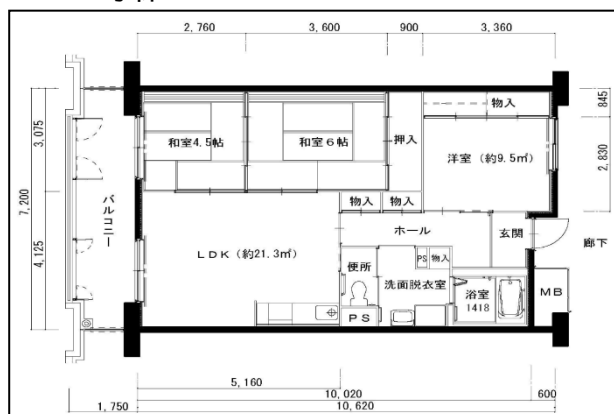 2,760
3,600
900
3,360
845
3,075
2,830
7,200
4,125
物入
和室4.5帖
和室6帖
押入
洋室（約9.5㎡）
バルコニー
物入
物入
ホール
玄関
廊下
LDK（約21.3㎡）
便所
PS
物入
洗面脱衣室
浴室
1418
MB
PS
5,160
10,020
600
1,750
10,620